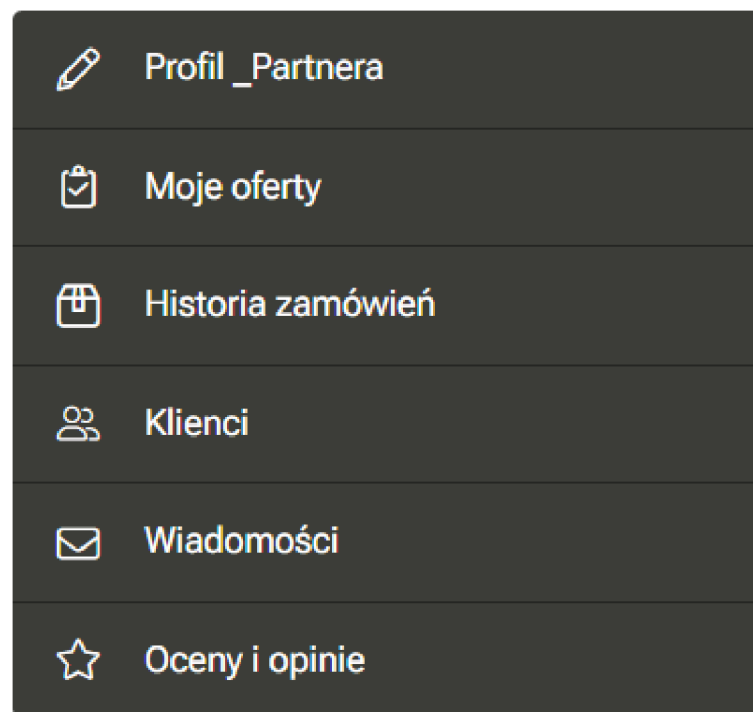 Profil _Partnera
Moje oferty
Historia zamówień
Klienci
Wiadomości
Oceny i opinie